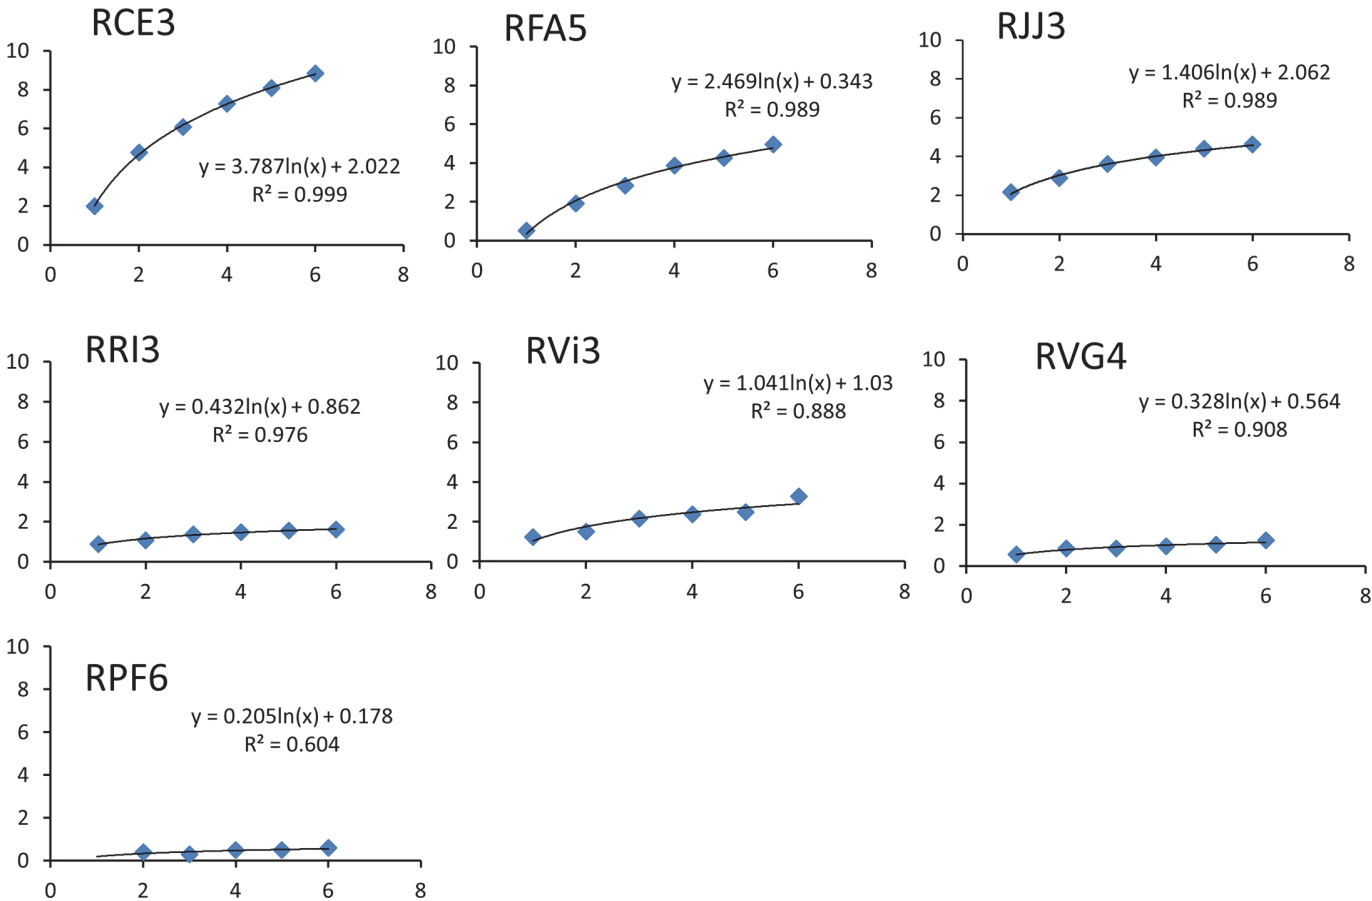 RCE3
10
8
6
4
2
0
y = 3.787ln(x) + 2.022
R² = 0.999
0 2 4 6 8
RFA5
10
8
6
4
2
0
y = 2.469ln(x) + 0.343
R² = 0.989
0 2 4 6 8
RJJ3
10
8
6
4
2
0
y = 1.406ln(x) + 2.062
R² = 0.989
0 2 4 6 8
RRI3
10
8
6
4
2
0
y = 0.432ln(x) + 0.862
R² = 0.976
0 2 4 6 8
RVi3
10
8
6
4
2
0
y = 1.041ln(x) + 1.03
R² = 0.888
0 2 4 6 8
RVG4
10
8
6
4
2
0
y = 0.328ln(x) + 0.564
R² = 0.908
0 2 4 6 8
RPF6
10
8
6
4
2
0
y = 0.205ln(x) + 0.178
R² = 0.604
0 2 4 6 8